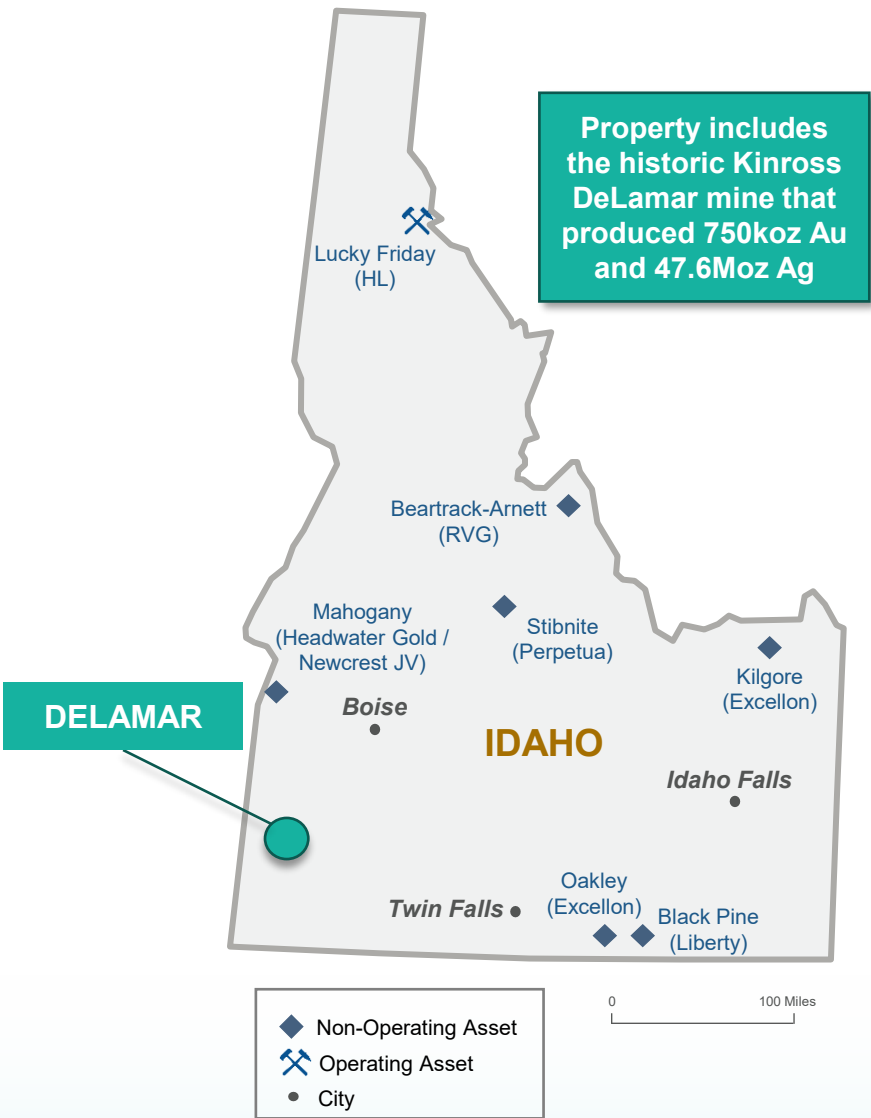 Property includes
the historic Kinross
DeLamar mine that
produced 750koz Au
and 47.6Moz Ag
Lucky Friday
(HL)
Beartrack-Arnett
(RVG)
Mahogany
(Headwater Gold /
Newcrest JV)
Stibnite
(Perpetua)
Kilgore
(Excellon)
DELAMAR
Boise
IDAHO
Idaho Falls
Twin Falls
Oakley
(Excellon)
Black Pine
(Liberty)
0 100 Miles
Non-Operating Asset
Operating Asset
City